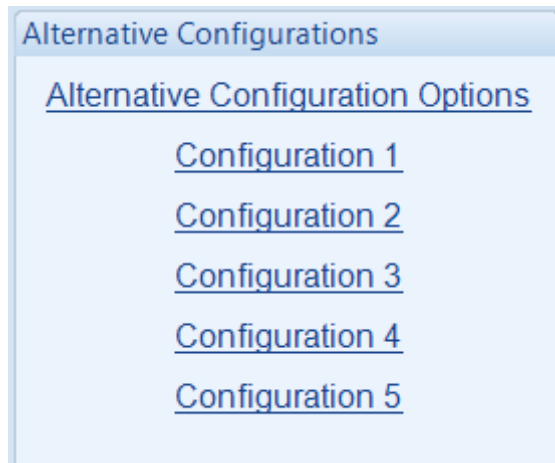 Alternative Configurations
Alternative Configuration Options
Configuration 1
Configuration 2
Configuration 3
Configuration 4
Configuration 5